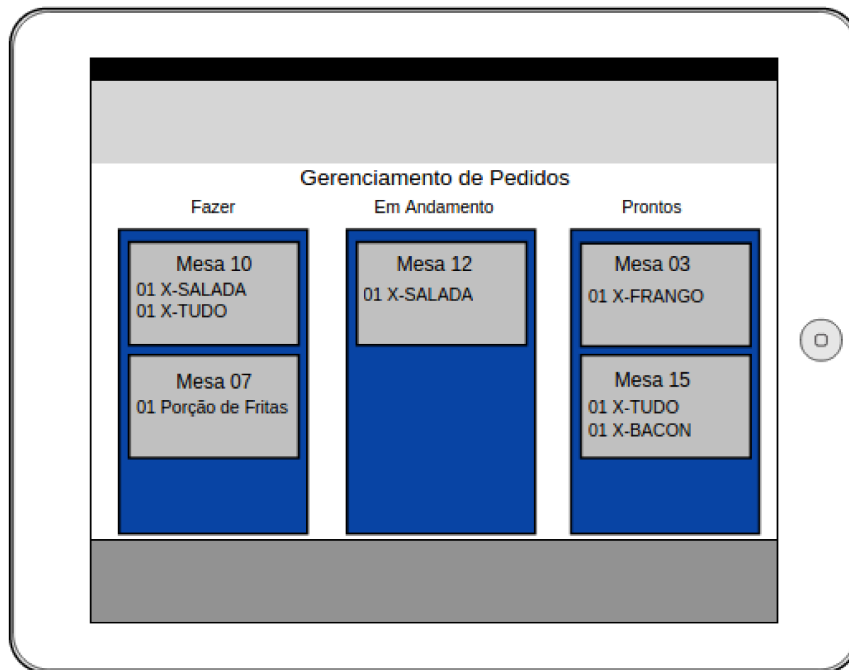 Gerenciamento de Pedidos
Fazer
Em Andamento
Prontos
Mesa 10
01 X-SALADA
01 X-TUDO
Mesa 07
01 Porção de Fritas
Mesa 12
01 X-SALADA
Mesa 03
01 X-FRANGO
Mesa 15
01 X-TUDO
01 X-BACON